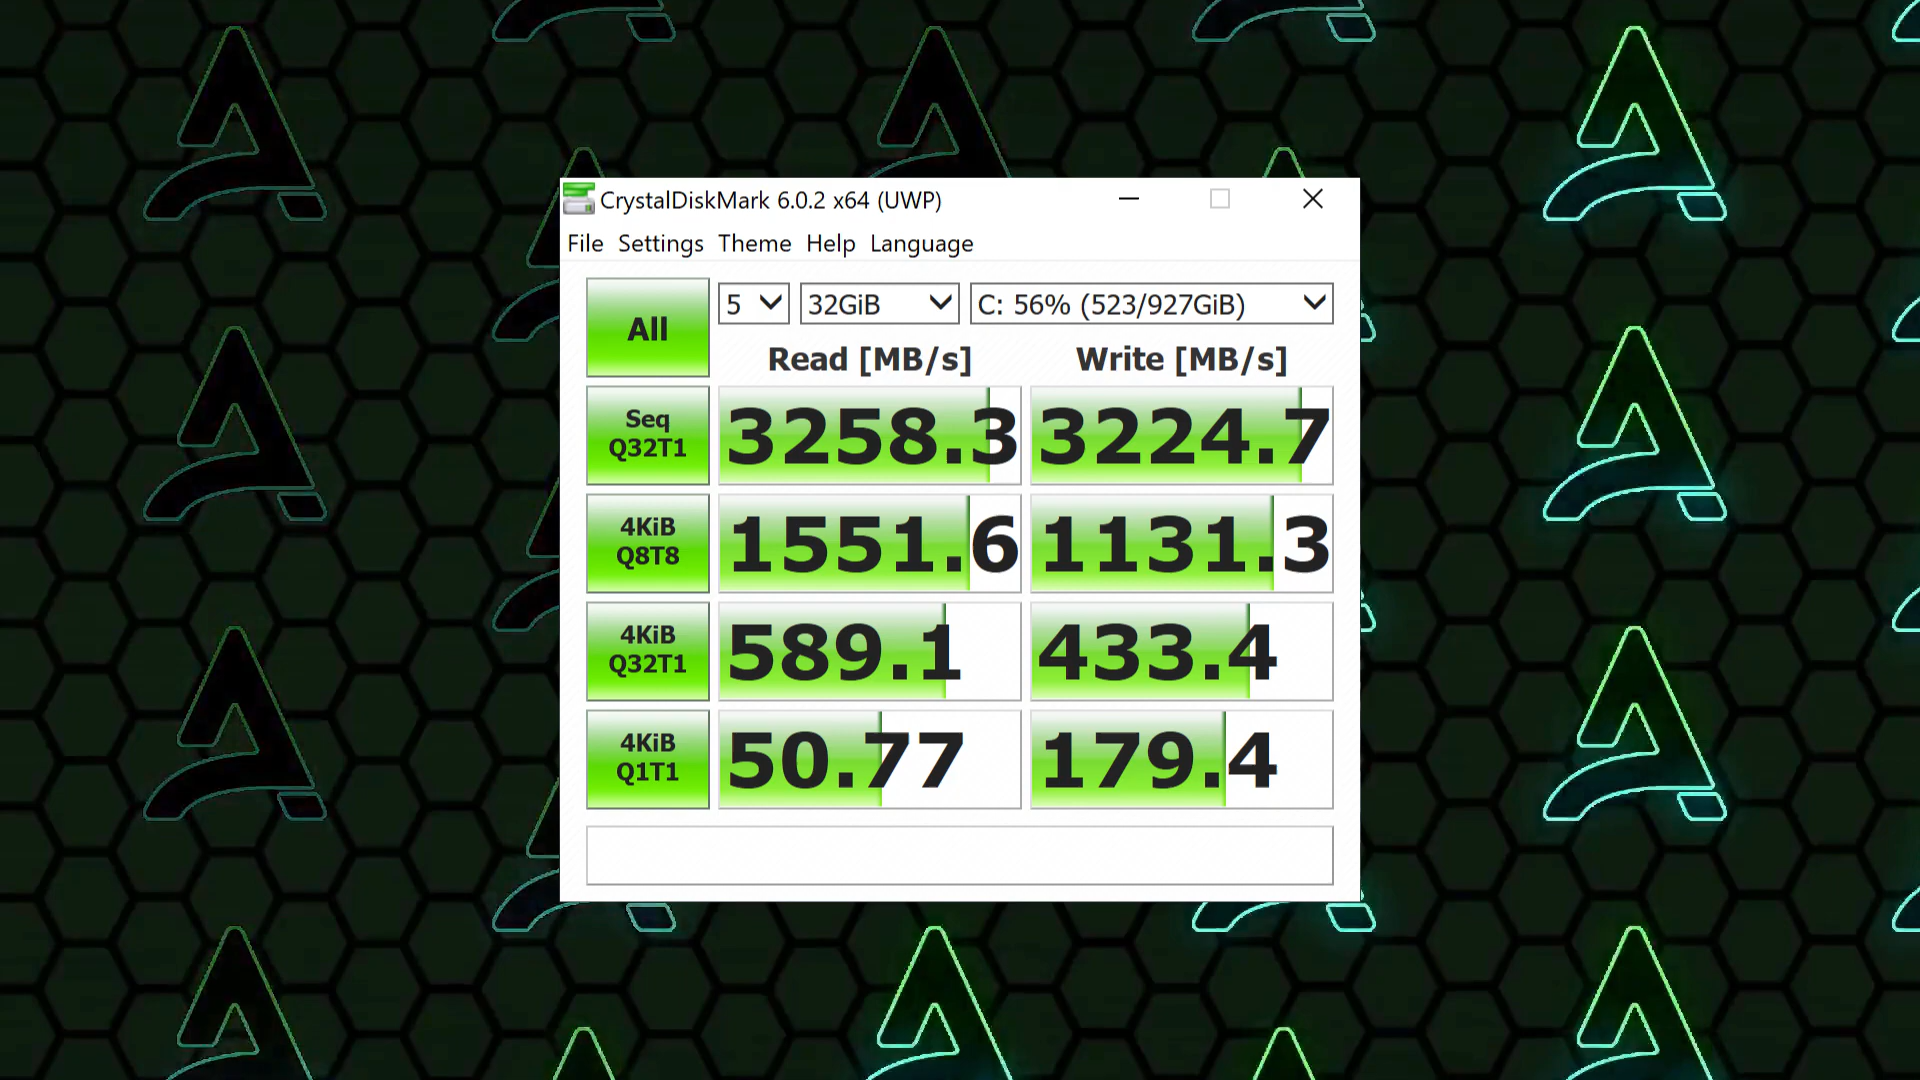 CrystalDiskMark 6.0.2 x64 (UWP)
File Settings Theme Help Language
All 5 32GiB C: 56% (523/927GiB)
Read [MB/s] Write [MB/s]
Seq
Q32T1 3258.3 3224.7
4KiB
Q8T8 1551.6 1131.3
4KiB
Q32T1 589.1 433.4
4KiB
Q1T1 50.77 179.4